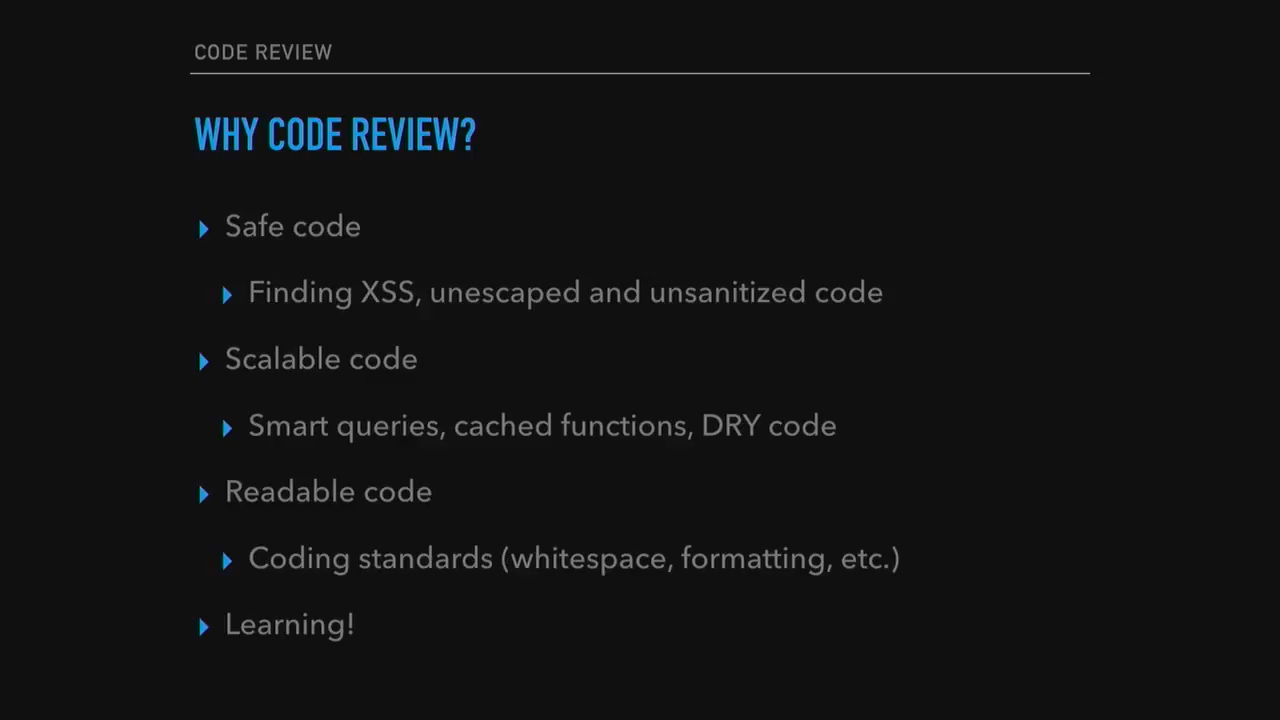 CODE REVIEW
WHY CODE REVIEW?
Safe code
Finding XSS, unescaped and unsanitized code
Scalable code
Smart queries, cached functions, DRY code
Readable code
Coding standards (whitespace, formatting, etc.)
Learning!